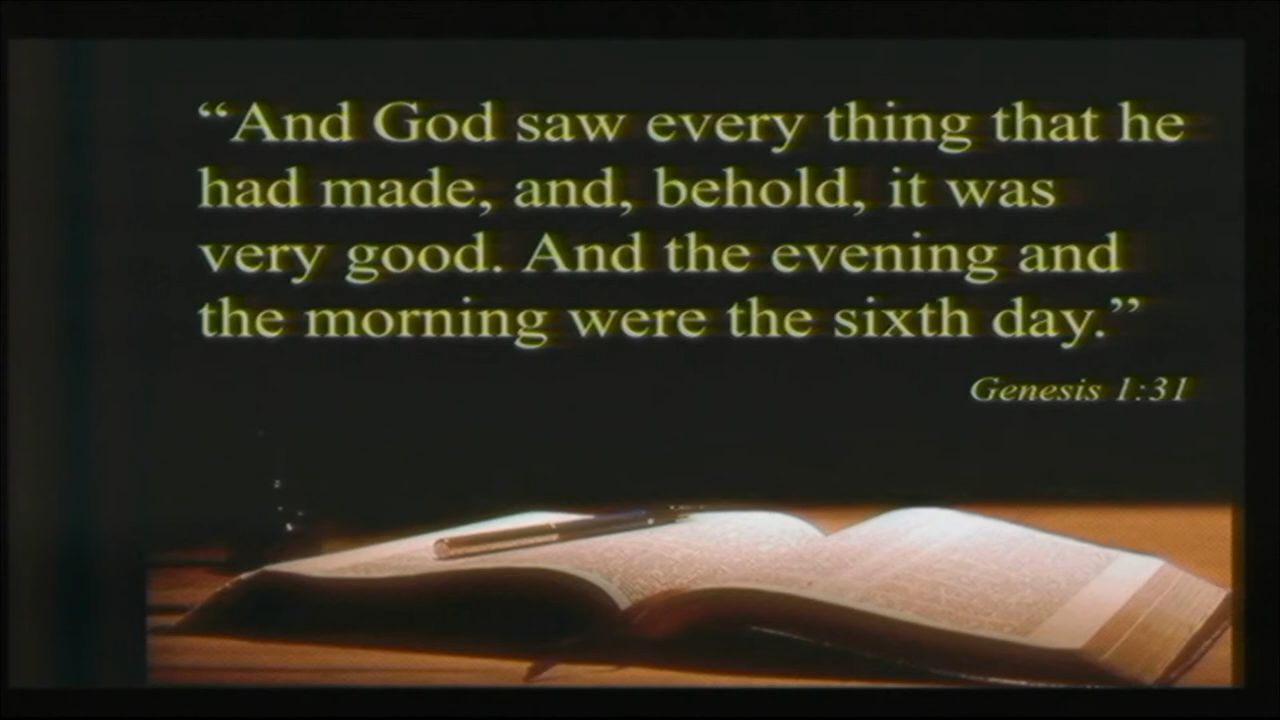 “And God saw every thing that he
had made, and, behold, it was
very good. And the evening and
the morning were the sixth day.”
Genesis 1:31